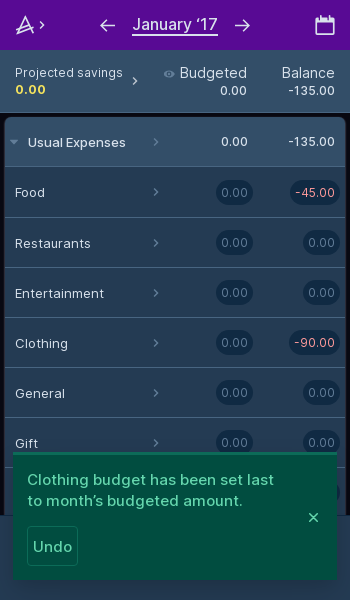 January ‘17
Projected savings
0.00
Budgeted
0.00
Balance
-135.00
Usual Expenses 0.00 -135.00
Food 0.00 -45.00
Restaurants 0.00 0.00
Entertainment 0.00 0.00
Clothing 0.00 -90.00
General 0.00 0.00
Gift 0.00 0.00
Clothing budget has been set last
to month’s budgeted amount.
Undo